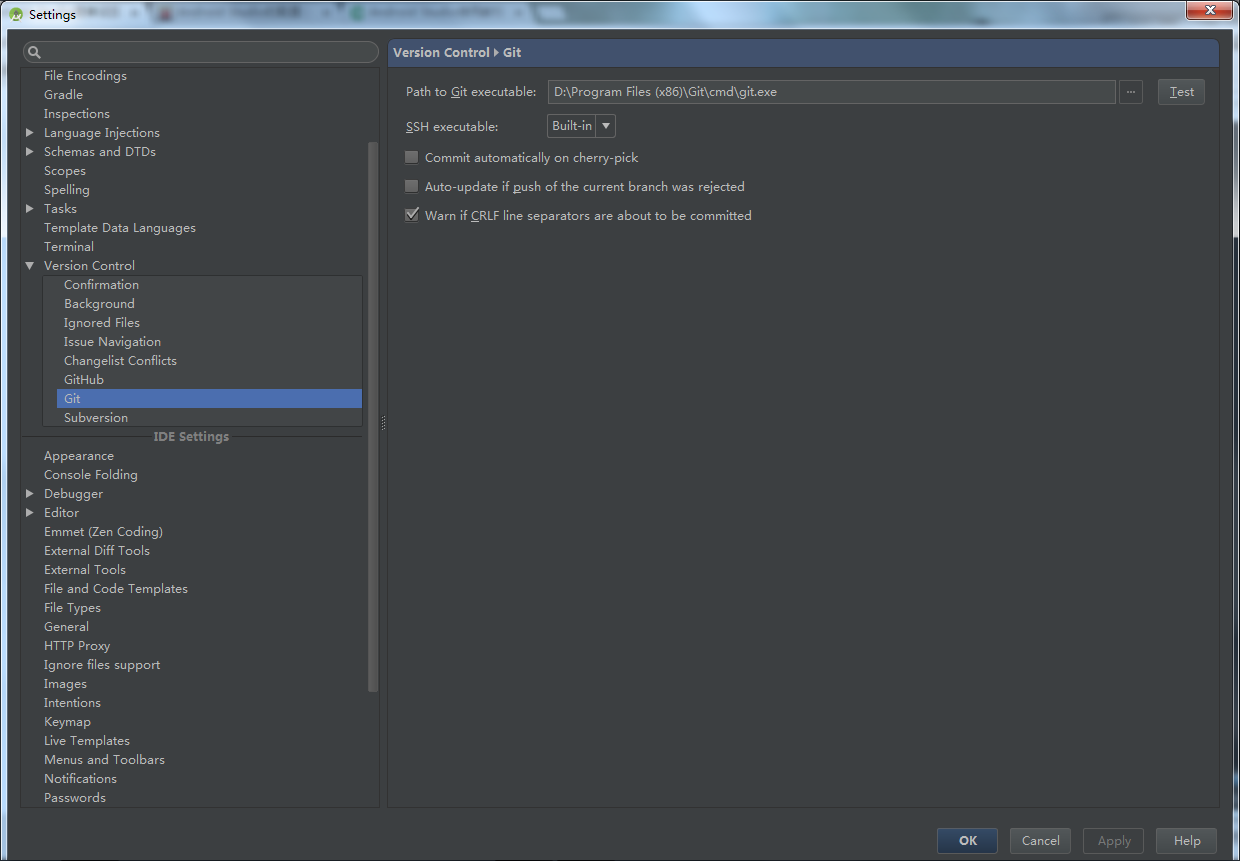 Settings
File Encodings
Gradle
Inspections
Language Injections
Schemas and DTDs
Scopes
Spelling
Tasks
Template Data Languages
Terminal
Version Control
Confirmation
Background
Ignored Files
Issue Navigation
Changelist Conflicts
GitHub
Git
Subversion
IDE Settings
Appearance
Console Folding
Debugger
Editor
Emmet (Zen Coding)
External Diff Tools
External Tools
File and Code Templates
File Types
General
HTTP Proxy
Ignore files support
Images
Intentions
Keymap
Live Templates
Menus and Toolbars
Notifications
Passwords
Version Control Git
Path to Git executable: D:\Program Files (x86)\Git\cmd\git.exe ... Test
SSH executable: Built-in
Commit automatically on cherry-pick
Auto-update if push of the current branch was rejected
Warn if CRLF line separators are about to be committed
OK Cancel Apply Help